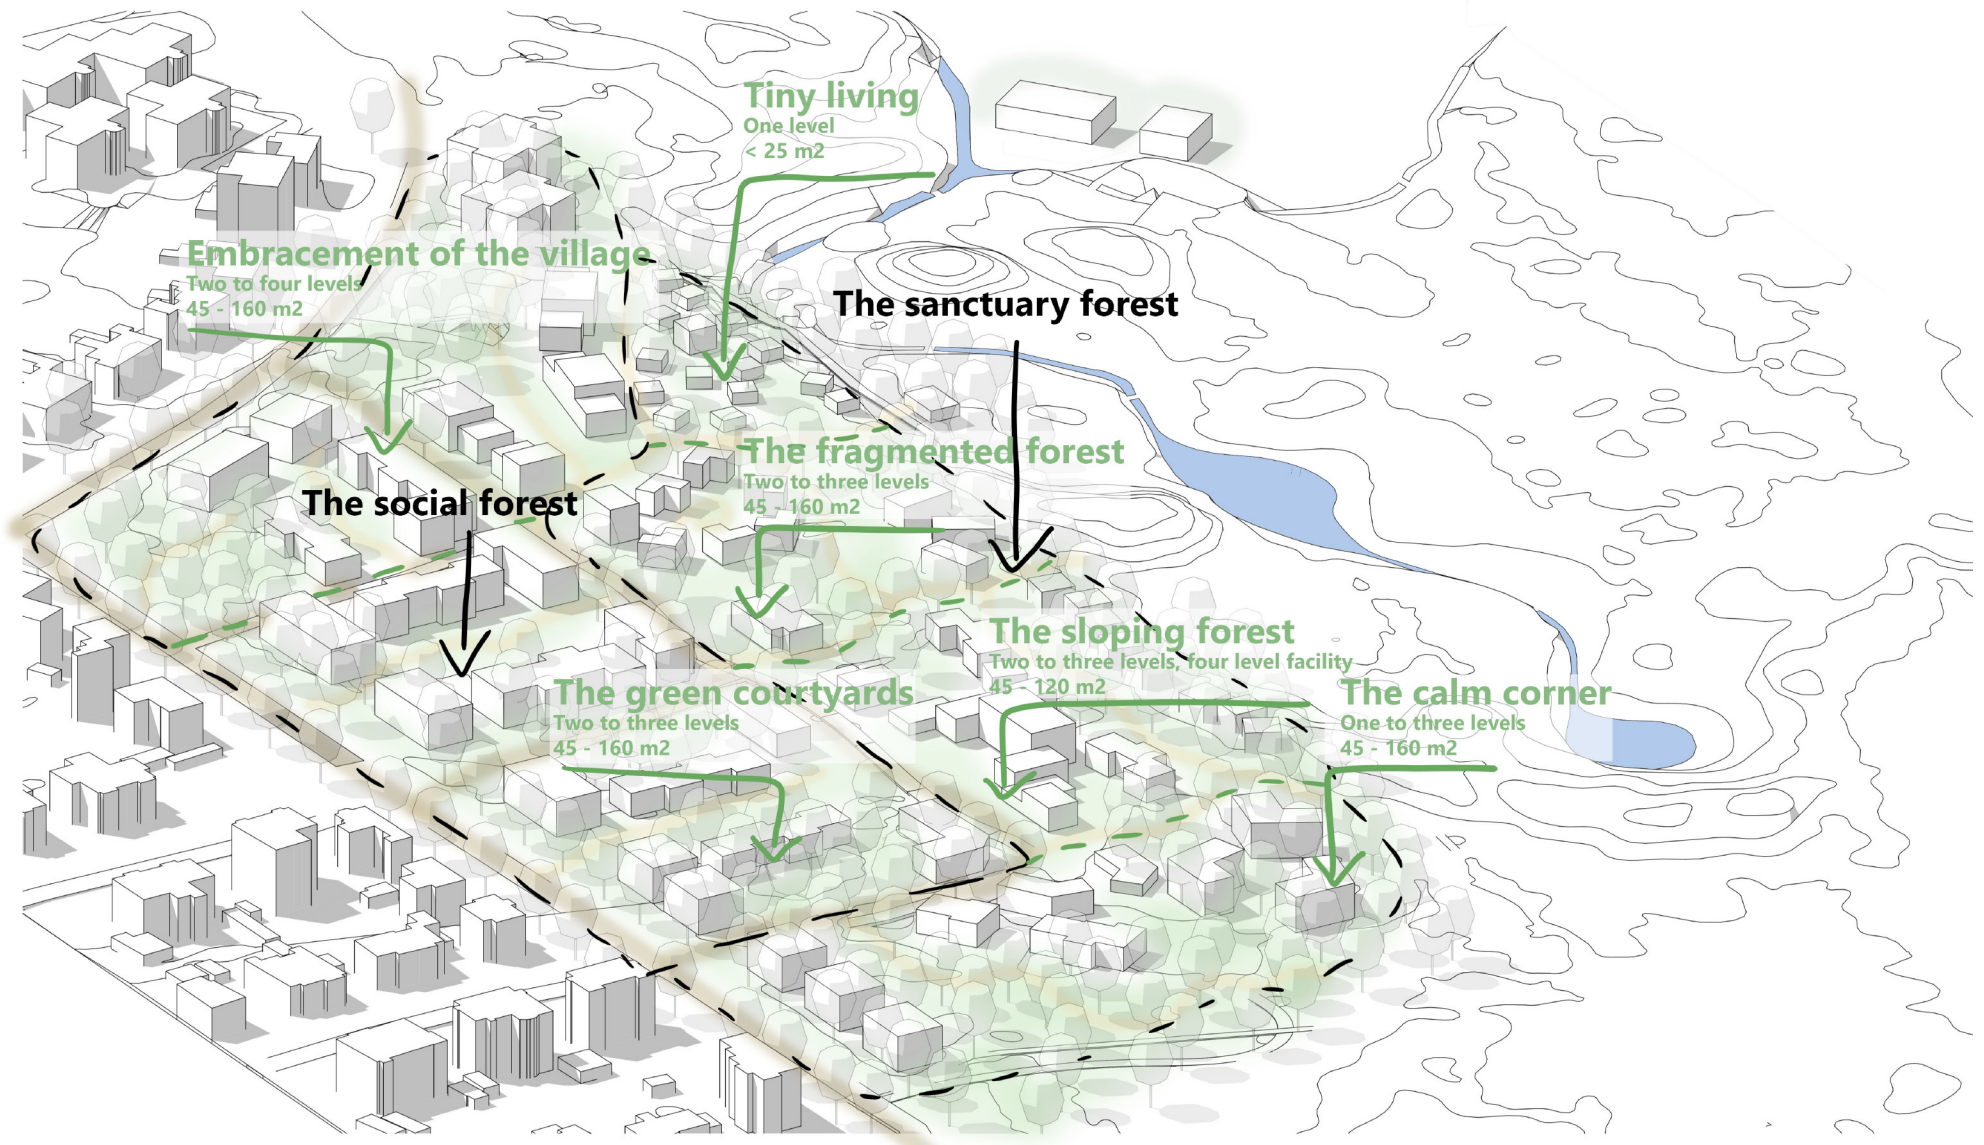 Tiny living
One level
< 25 m2
Embracement of the village
Two to four levels
45 - 160 m2
The sanctuary forest
The fragmented forest
Two to three levels
45 - 160 m2
The social forest
The sloping forest
Two to three levels, four level facility
45 - 120 m2
The green courtyards
Two to three levels
45 - 160 m2
The calm corner
One to three levels
45 - 160 m2